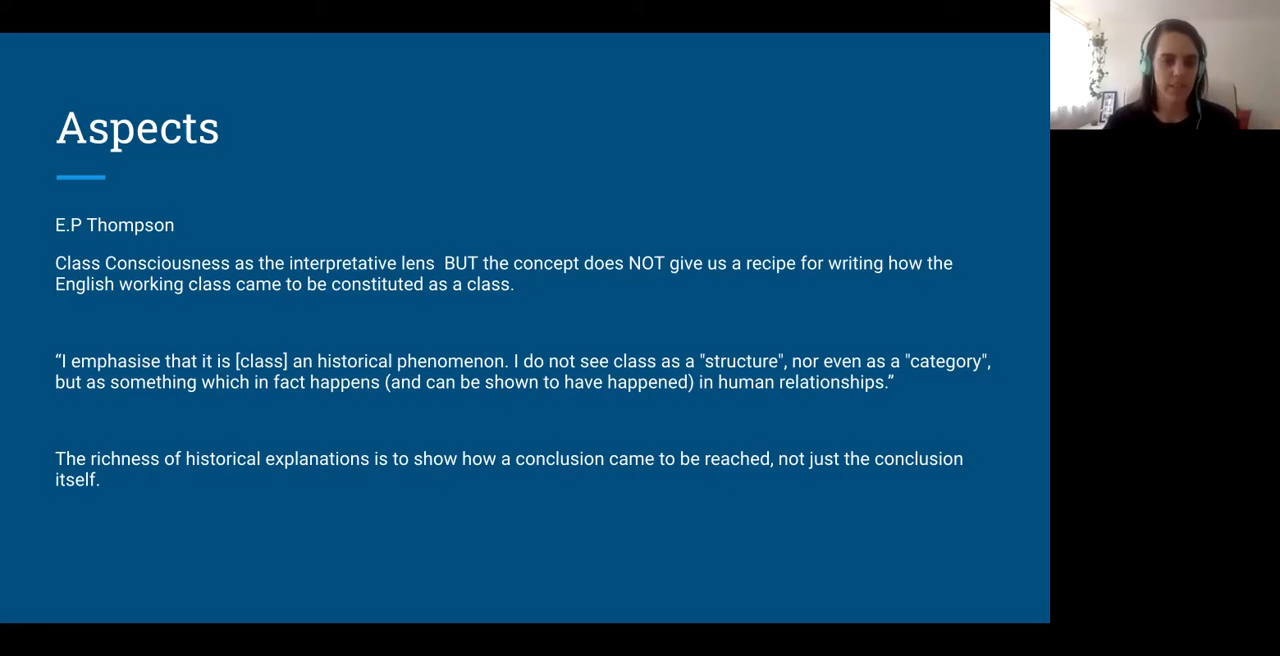 Aspects
E.P Thompson
Class Consciousness as the interpretative lens  BUT the concept does NOT give us a recipe for writing how the
English working class came to be constituted as a class.
“I emphasise that it is [class] an historical phenomenon. I do not see class as a "structure", nor even as a "category",
but as something which in fact happens (and can be shown to have happened) in human relationships.”
The richness of historical explanations is to show how a conclusion came to be reached, not just the conclusion
itself.